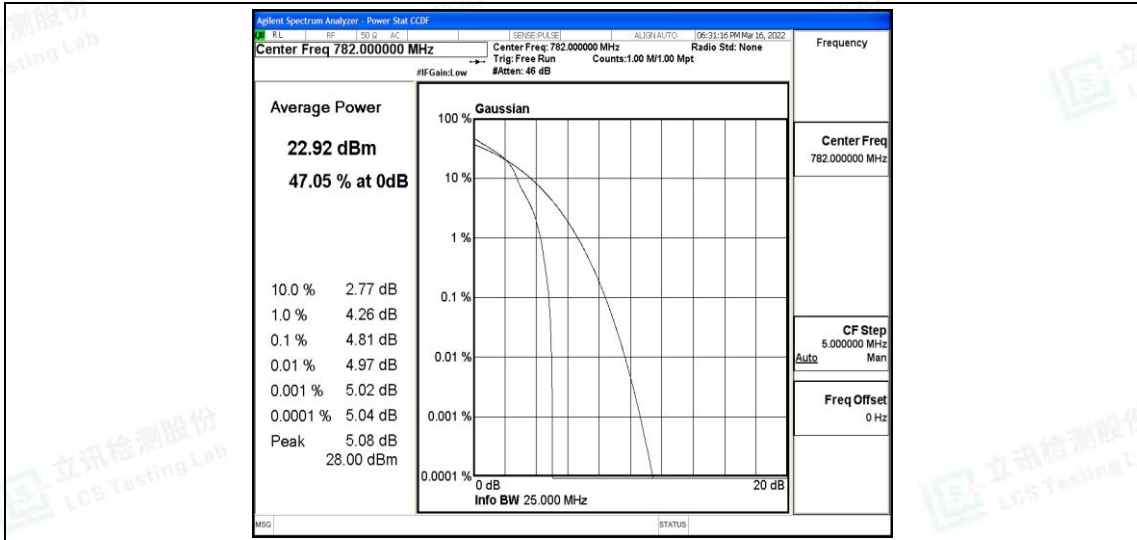 Agilent Spectrum Analyzer - Power Stat CCDF
RL RF 50 Ω AC SENSE:PULSE ALIGNAUTO 06:31:16 PM Mar 16, 2022
Center Freq 782.000000 MHz
Center Freq: 782.000000 MHz Radio Std: None
Trig: Free Run Counts:1.00 M/1.00 Mpt
#IFGain:Low #Atten: 46 dB
Frequency
Average Power
22.92 dBm
47.05 % at 0dB
10.0 % 2.77 dB
1.0 % 4.26 dB
0.1 % 4.81 dB
0.01 % 4.97 dB
0.001 % 5.02 dB
0.0001 % 5.04 dB
Peak 5.08 dB
28.00 dBm
Gaussian
100 %
10 %
1 %
0.1 %
0.01 %
0.001 %
0.0001 %
0 dB 20 dB
Info BW 25.000 MHz
Center Freq
782.000000 MHz
CF Step
5.000000 MHz
Auto Man
Freq Offset
0 Hz
MSG STATUS
立讯检测股份
LCS Testing Lab